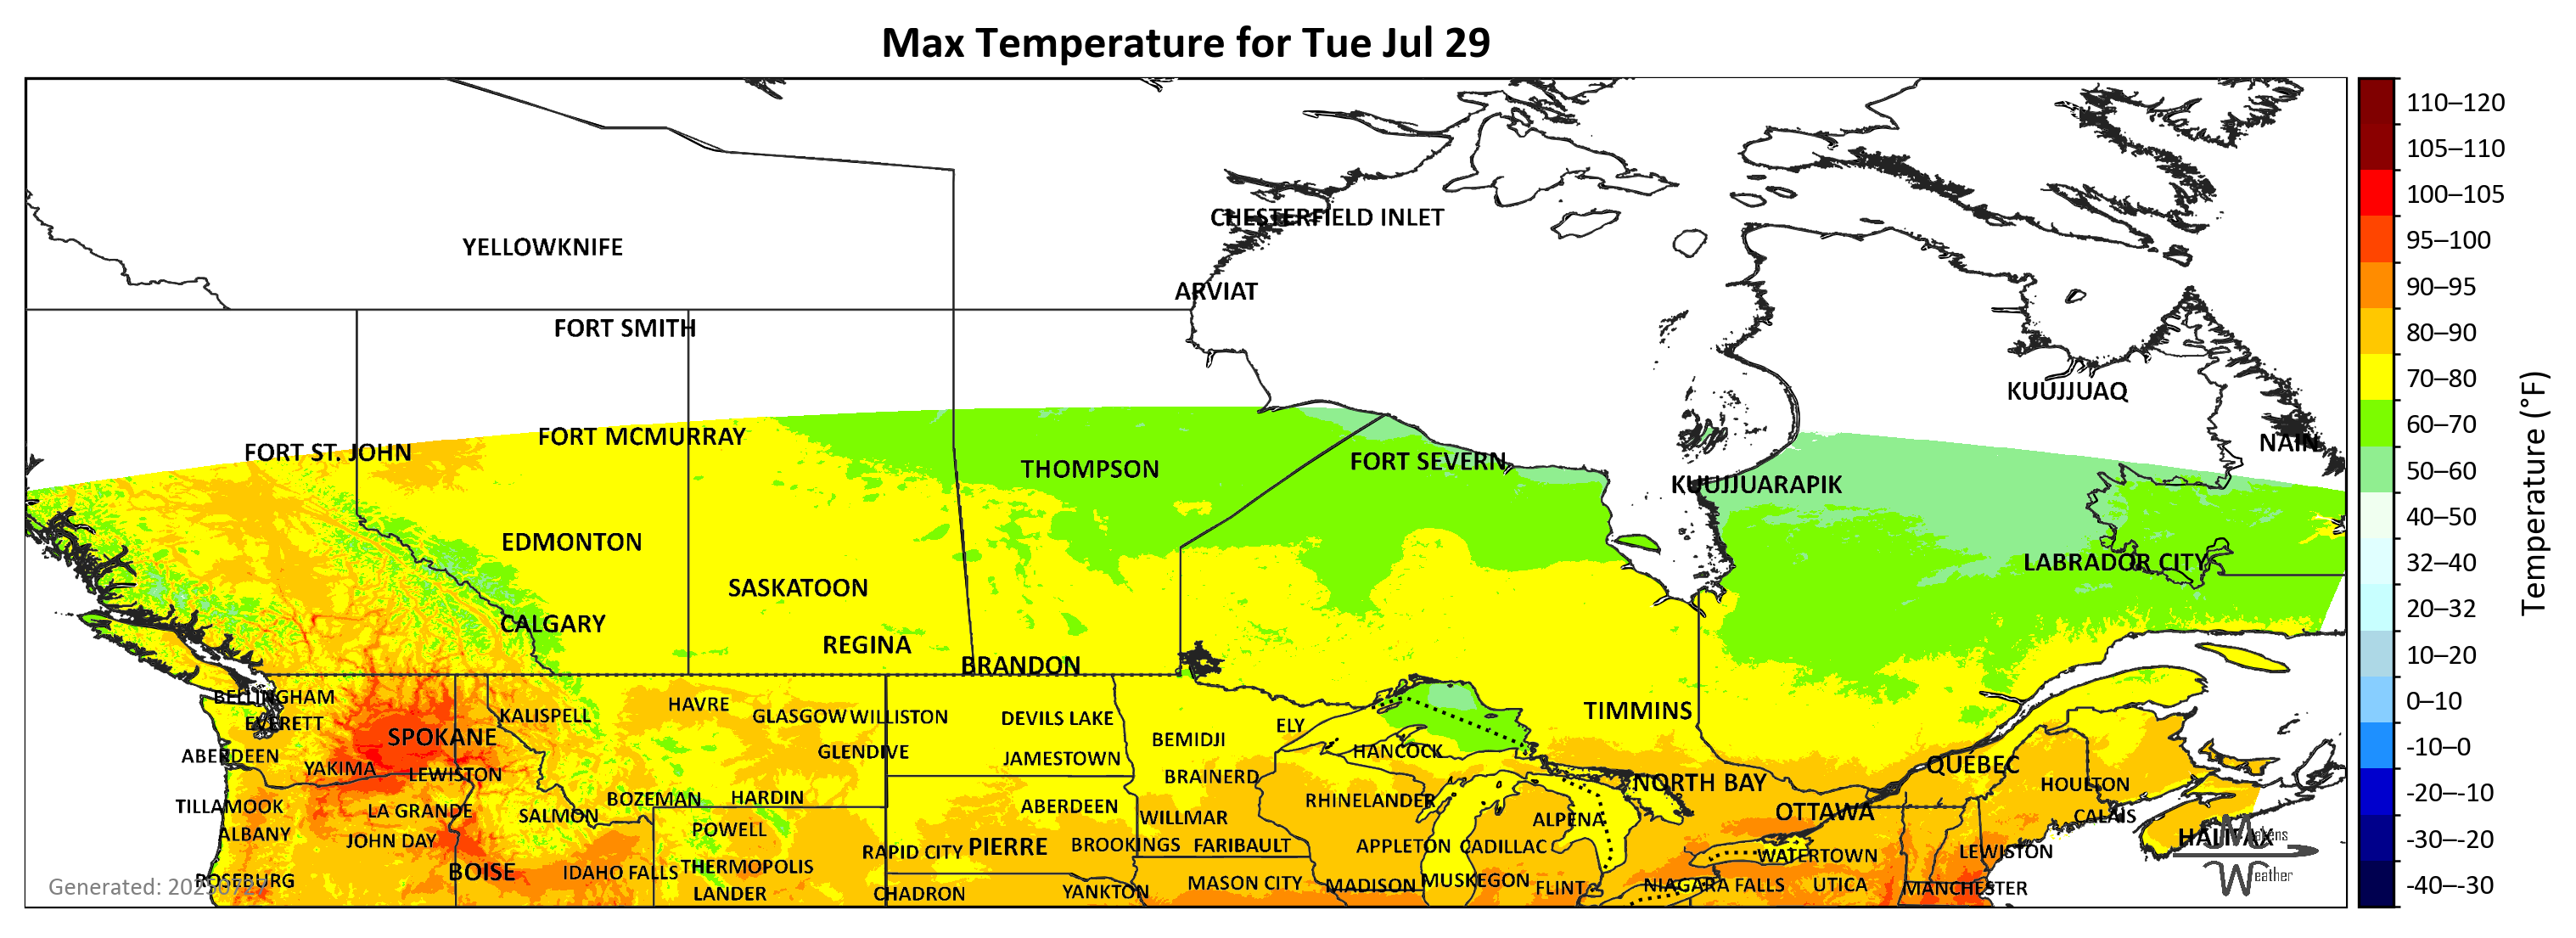 Max Temperature for Tue Jul 29
110–120
105–110
CHESTERFIELD INLET
100–105
YELLOWKNIFE
95–100
ARVIAT
90–95
FORT SMITH
80–90
KUUJJUAQ
70–80
FORT MCMURRAY
60–70
NAIN
FORT ST. JOHN
FORT SEVERN
THOMPSON
50–60
KUUJJUARAPIK
40–50
EDMONTON
LABRADOR CITY
32–40
SASKATOON
20–32
CALGARY
REGINA
10–20
BRANDON
BELLINGHAM
0–10
HAVRE
TIMMINS
KALISPELL
GLASGOW
WILLISTON
DEVILS LAKE
EVERETT
ELY
SPOKANE
BEMIDJI
-10–0
HANCOCK
GLENDIVE
ABERDEEN
JAMESTOWN
QUÉBEC
YAKIMA
LEWISTON
BRAINERD
NORTH BAY
HOULTON
-20–-10
BOZEMAN
HARDIN
RHINELANDER
TILLAMOOK
ABERDEEN
LA GRANDE
OTTAWA
SALMON
CALAIS
WILLMAR
ALPENA
POWELL
ALBANY
HALIFAX
Makens
-30–-20
JOHN DAY
PIERRE
BROOKINGS
FARIBAULT
APPLETON
CADILLAC
RAPID CITY
LEWISTON
WATERTOWN
THERMOPOLIS
BOISE
IDAHO FALLS
Weather
ROSEBURG
MUSKEGON
MASON CITY
MADISON
NIAGARA FALLS
UTICA
-40–-30
FLINT
MANCHESTER
LANDER
CHADRON
YANKTON
Temperature (°F)